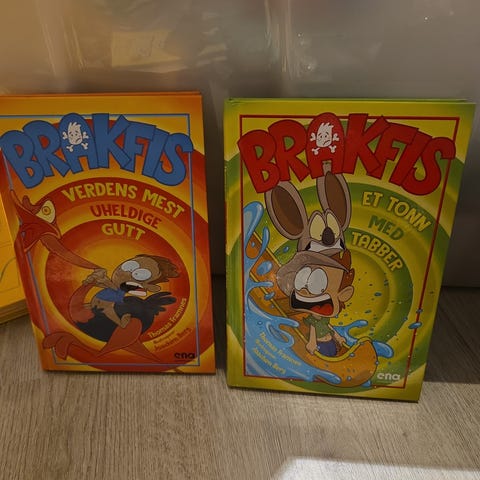 BRAKFIS
VERDENS MEST
UHELDIGE
GUTT
ena
BRAKFIS
ET TONN
MED
TABBER
ena